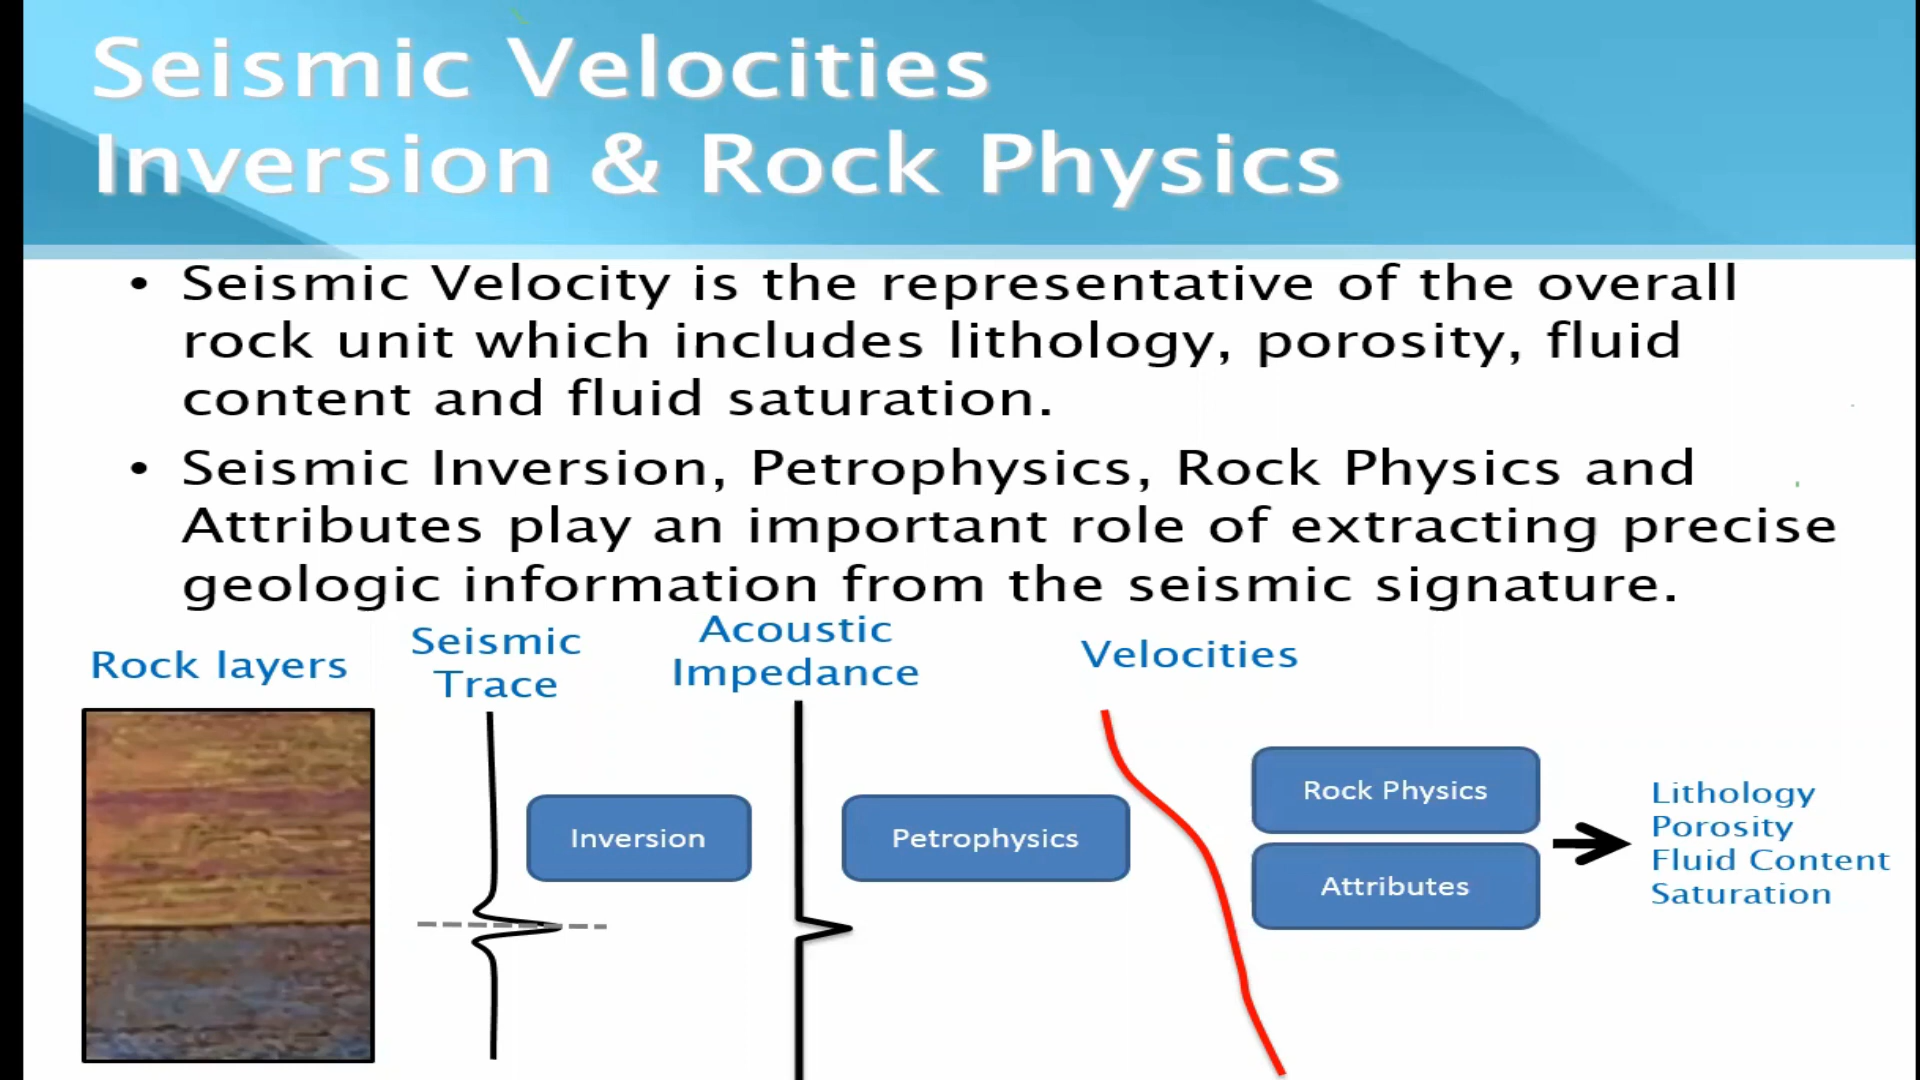 Seismic Velocities
Inversion & Rock Physics
• Seismic Velocity is the representative of the overall
rock unit which includes lithology, porosity, fluid
content and fluid saturation.
• Seismic Inversion, Petrophysics, Rock Physics and
Attributes play an important role of extracting precise
geologic information from the seismic signature.
Rock layers
Seismic
Trace
Acoustic
Impedance
Velocities
Inversion
Petrophysics
Rock Physics
Attributes
Lithology
Porosity
Fluid Content
Saturation